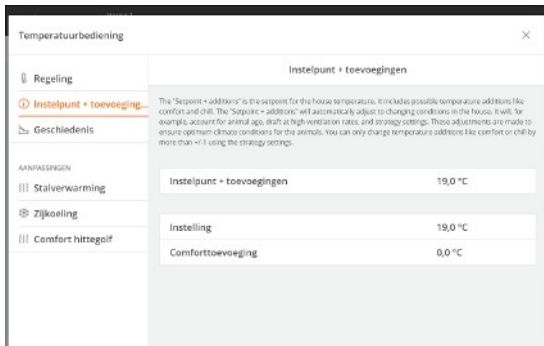 Temperatuurbediening
Regeling
Instelpunt + toevoeging...
Geschiedenis
AANPASSINGEN
Stalverwarming
Zijkoeling
Comfort hittegolf
Instelpunt + toevoegingen
The "Setpoint + additions" is the setpoint for the house temperature. It includes possible temperature additions like
comfort and chill. The "Setpoint + additions" will automatically adjust to changing conditions in the house. It will, for
example, account for animal age, draft at high ventilation rates, and strategy settings. These adjustments are made to
ensure optimum climate conditions for the animals. You can only change temperature additions like comfort or chill by
more than +/-1 using the strategy settings.
Instelpunt + toevoegingen 19,0 °C
Instelling 19,0 °C
Comforttoevoeging 0,0 °C